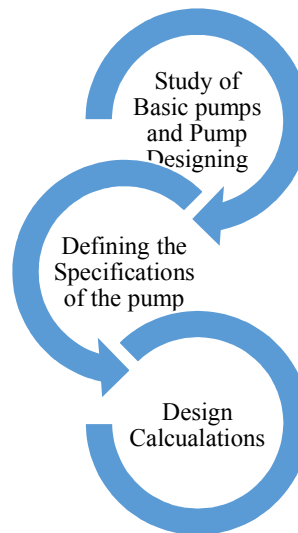 Study of
Basic pumps
and Pump
Designing
Defining the
Specifications
of the pump
Design
Calcualations